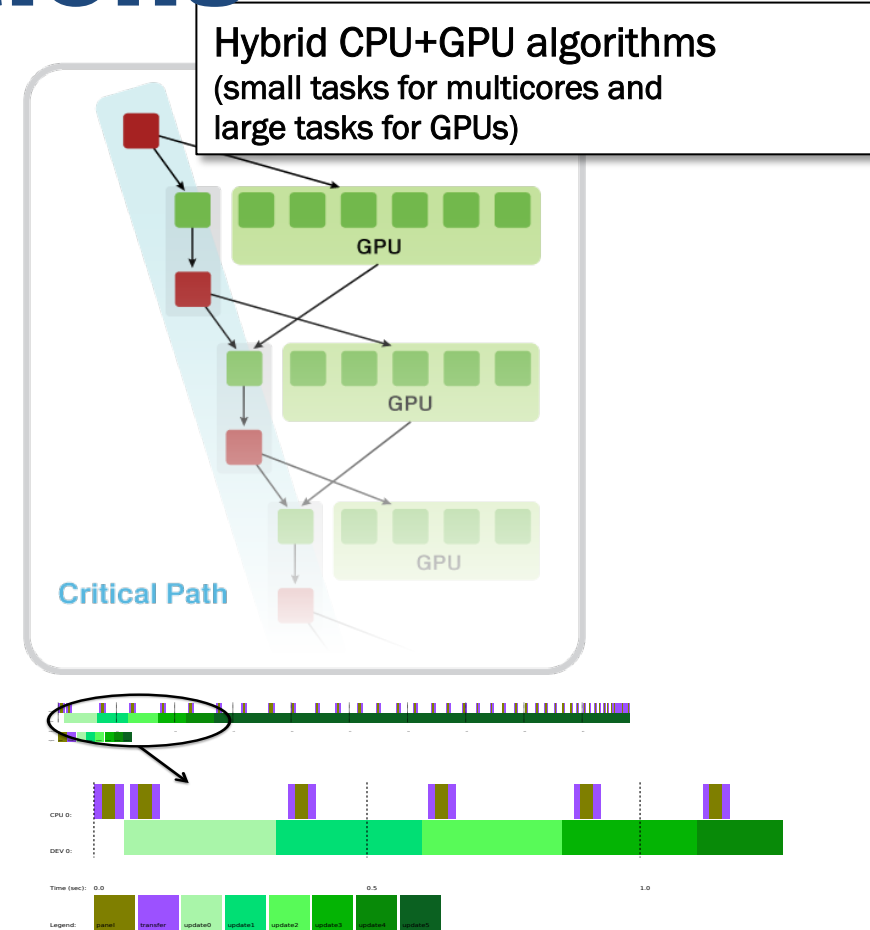 Hybrid CPU+GPU algorithms
(small tasks for multicores and
large tasks for GPUs)
GPU
GPU
GPU
Critical Path
CPU 0:
DEV 0:
Time (sec): 0.0 0.5 1.0
Legend: panel transfer update0 update1 update2 update3 update4 update5